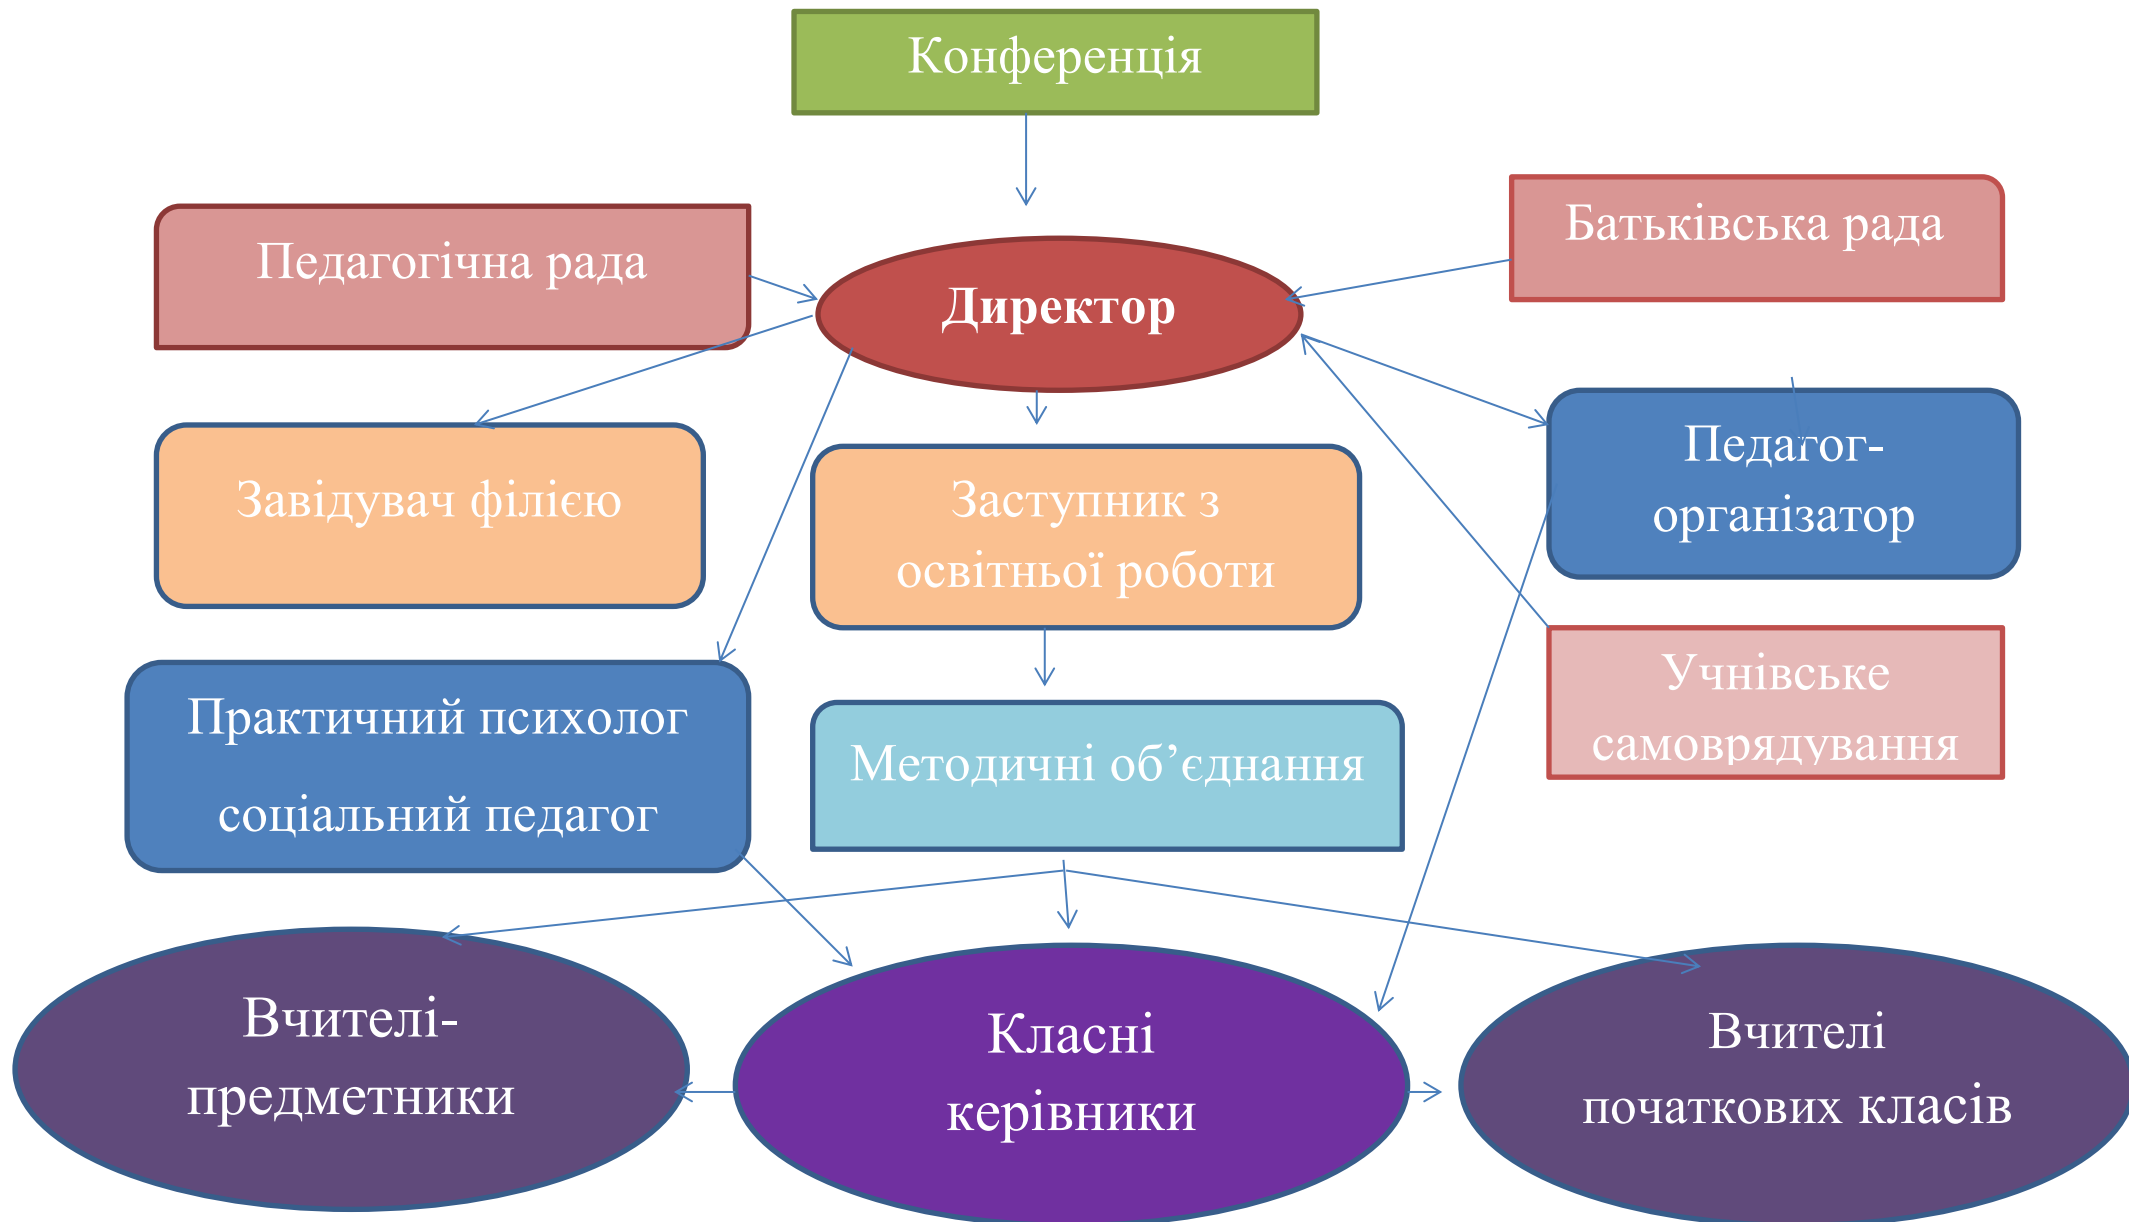 Конференція
Педагогічна рада
Батьківська рада
Директор
Завідувач філією
Заступник з
освітньої роботи
Педагог-
організатор
Практичний психолог
соціальний педагог
Методичні об’єднання
Учнівське
самоврядування
Вчителі-
предметники
Класні
керівники
Вчителі
початкових класів